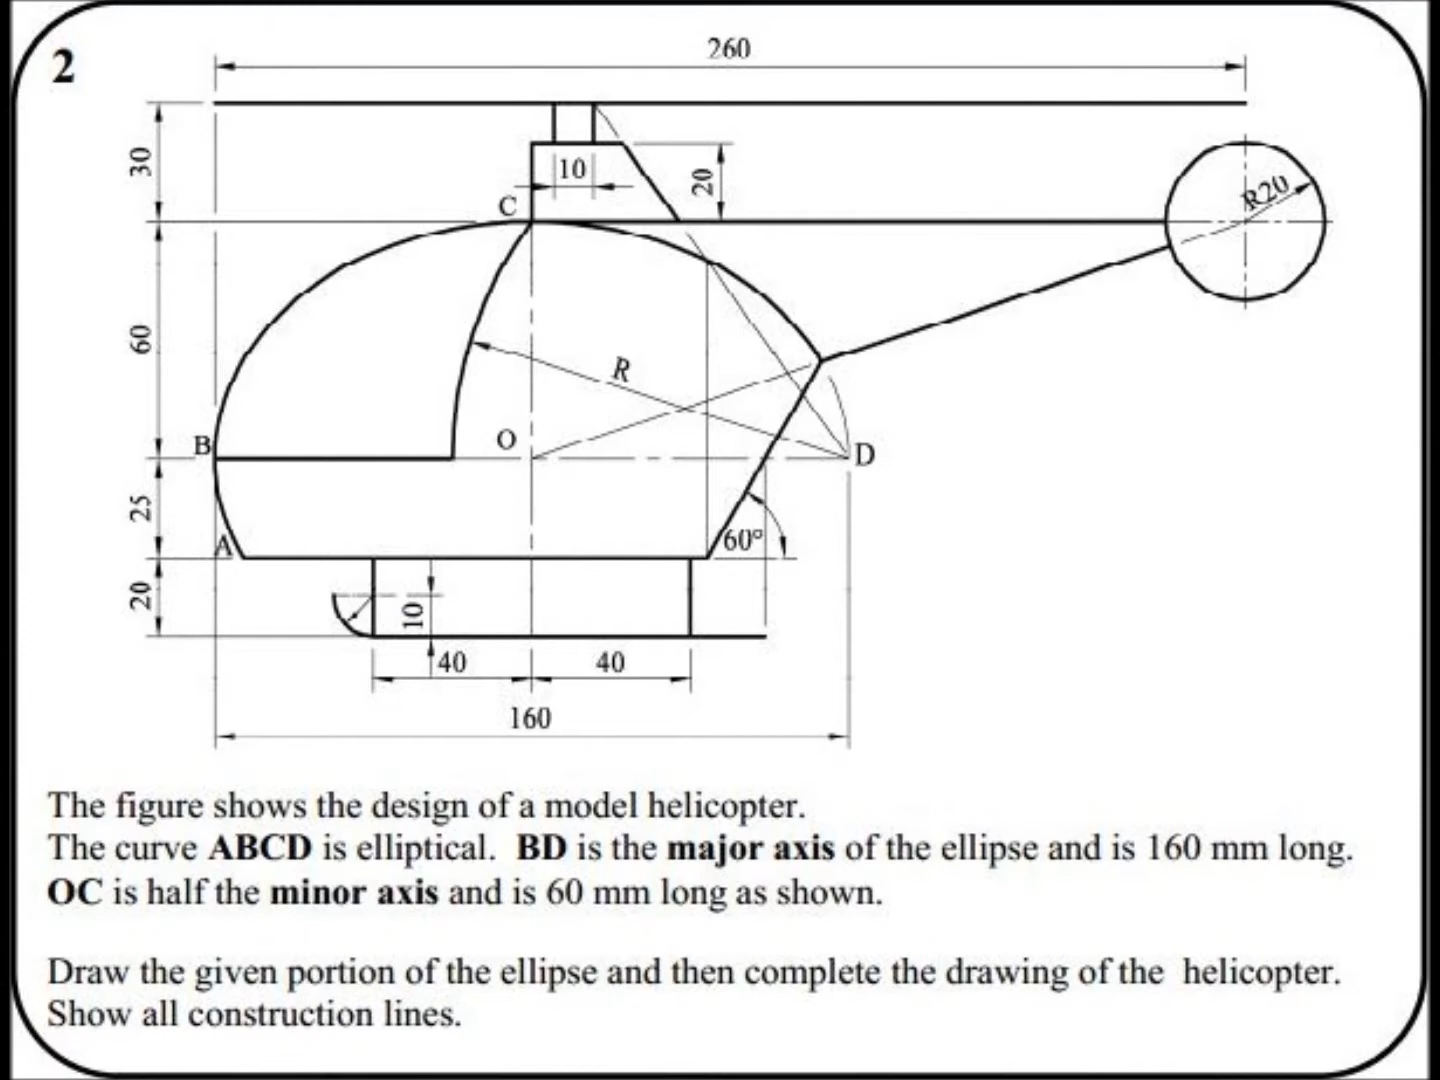 2
260
30
10
20
R20
C
60
R
B
O
D
25
A
60°
20
10
40
40
160
The figure shows the design of a model helicopter.
The curve ABCD is elliptical. BD is the major axis of the ellipse and is 160 mm long.
OC is half the minor axis and is 60 mm long as shown.
Draw the given portion of the ellipse and then complete the drawing of the helicopter.
Show all construction lines.